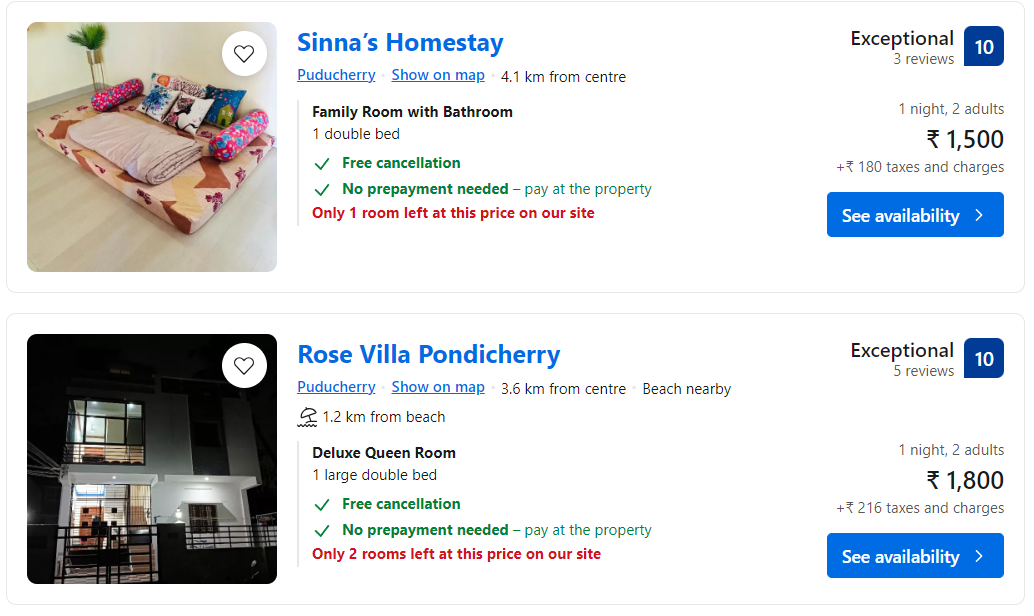 Sinna’s Homestay
Exceptional 10
3 reviews
Puducherry · Show on map · 4.1 km from centre
Family Room with Bathroom
1 night, 2 adults
1 double bed
₹ 1,500
Free cancellation
+₹ 180 taxes and charges
No prepayment needed – pay at the property
Only 1 room left at this price on our site
See availability
Rose Villa Pondicherry
Exceptional 10
5 reviews
Puducherry · Show on map · 3.6 km from centre · Beach nearby
1.2 km from beach
Deluxe Queen Room
1 night, 2 adults
1 large double bed
₹ 1,800
Free cancellation
+₹ 216 taxes and charges
No prepayment needed – pay at the property
Only 2 rooms left at this price on our site
See availability